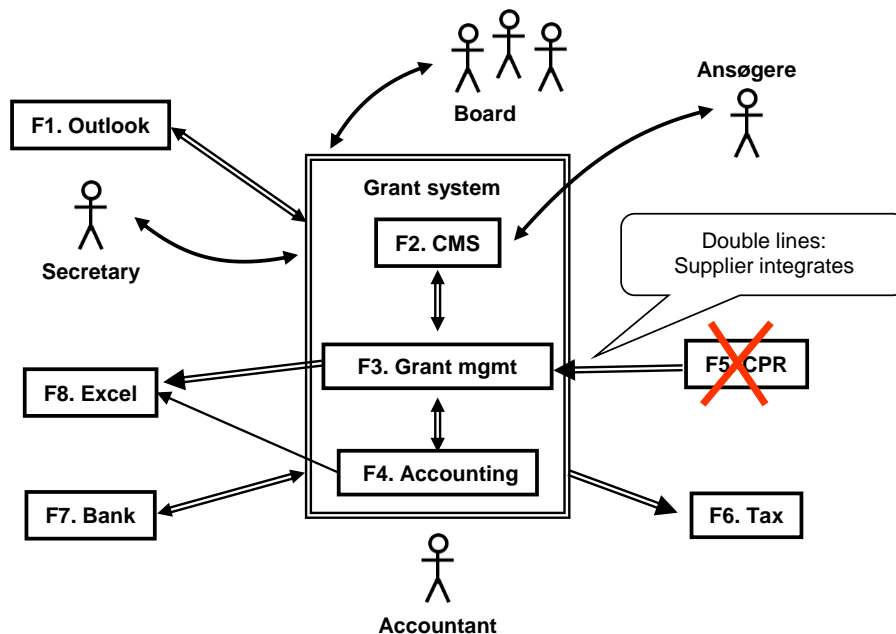 Board
Ansøgere
F1. Outlook
Grant system
Secretary
F2. CMS
Double lines:
Supplier integrates
F3. Grant mgmt
F5. CPR
F8. Excel
F4. Accounting
F7. Bank
F6. Tax
Accountant